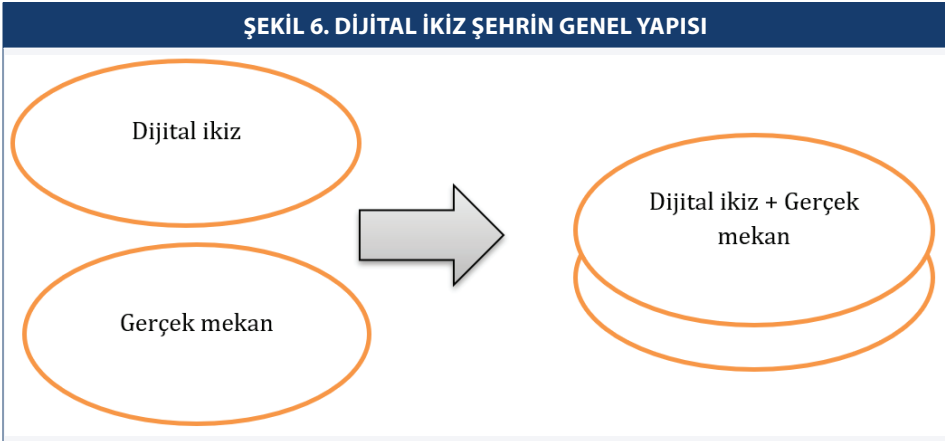 ŞEKİL 6. DİJİTAL İKİZ ŞEHRİN GENEL YAPISI
Dijital ikiz
Gerçek mekan
Dijital ikiz + Gerçek
mekan